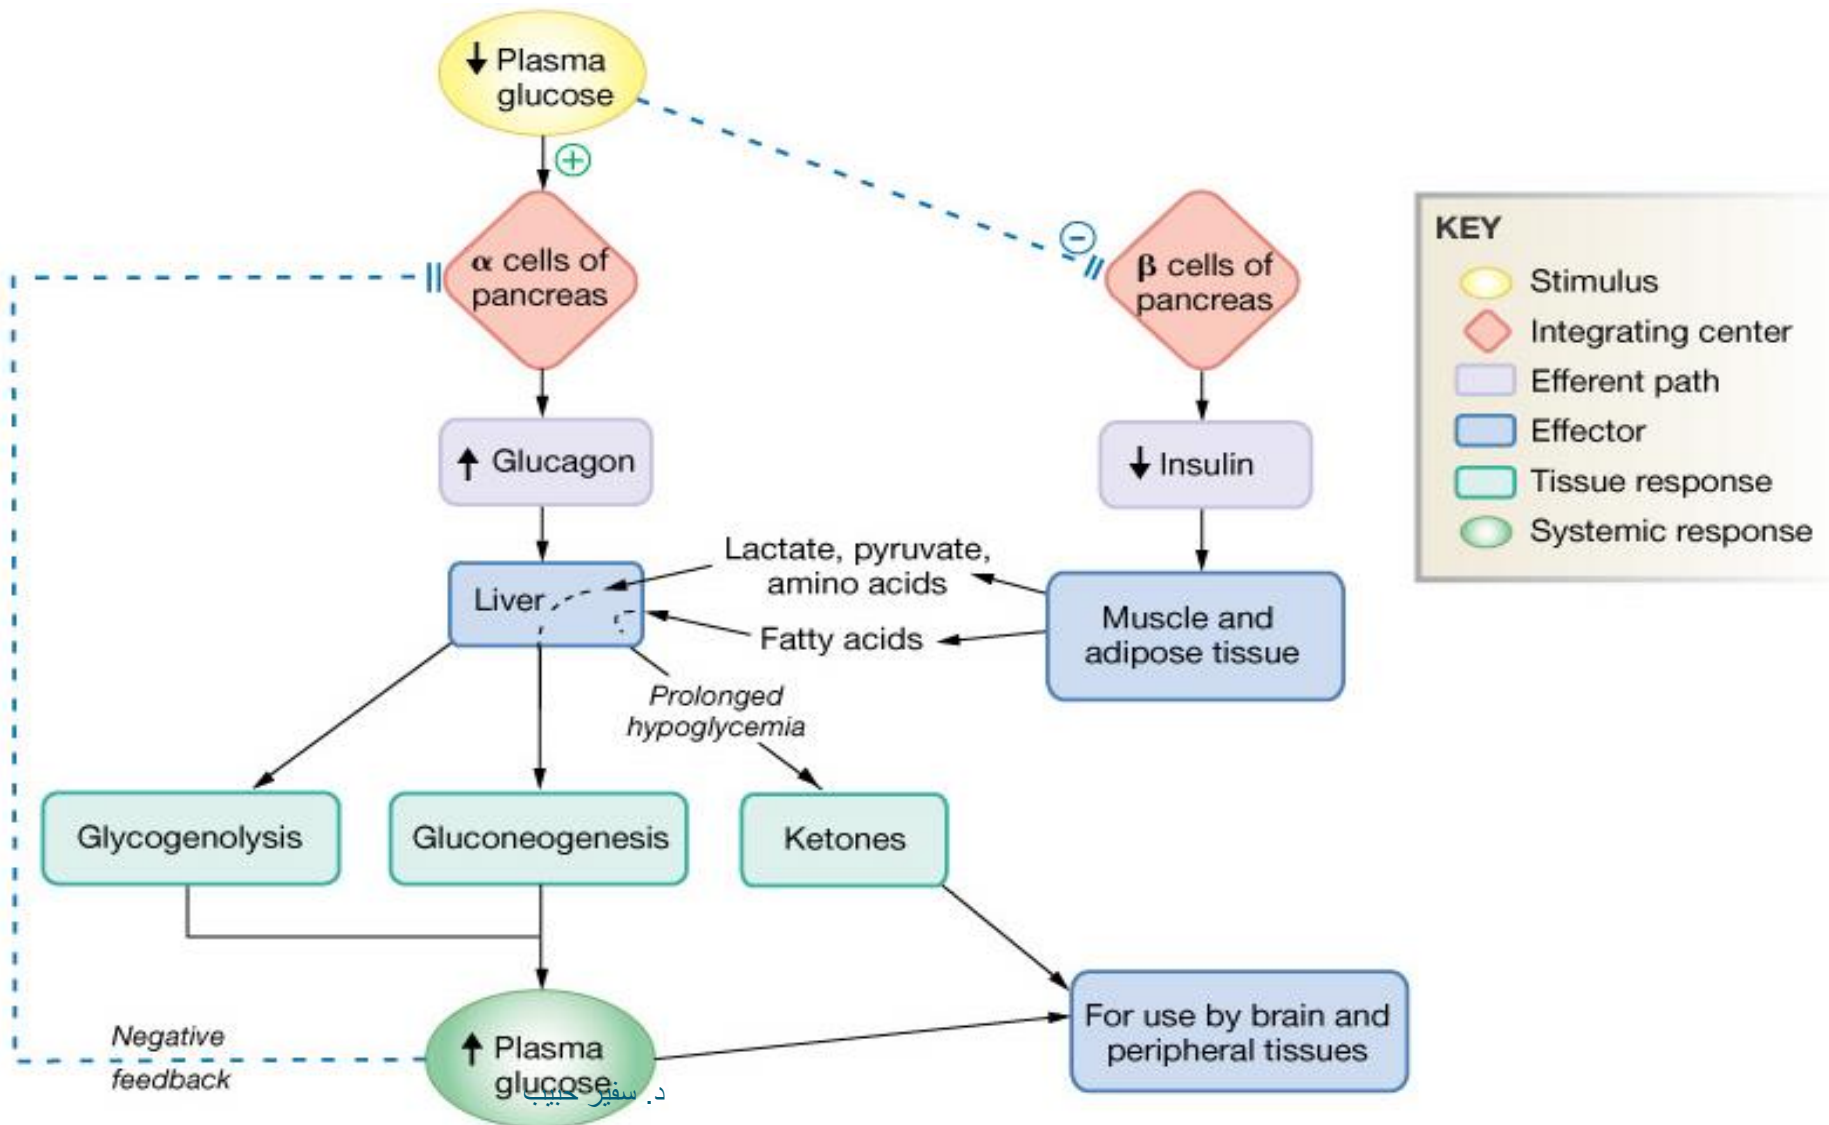 ↓ Plasma
glucose
+
α cells of
pancreas
−
β cells of
pancreas
KEY
Stimulus
Integrating center
Efferent path
Effector
Tissue response
Systemic response
↑ Glucagon
↓ Insulin
Liver
Lactate, pyruvate,
amino acids
Fatty acids
Muscle and
adipose tissue
Prolonged
hypoglycemia
Glycogenolysis
Gluconeogenesis
Ketones
Negative
feedback
↑ Plasma
glucose
د. سفير حبيب
For use by brain and
peripheral tissues